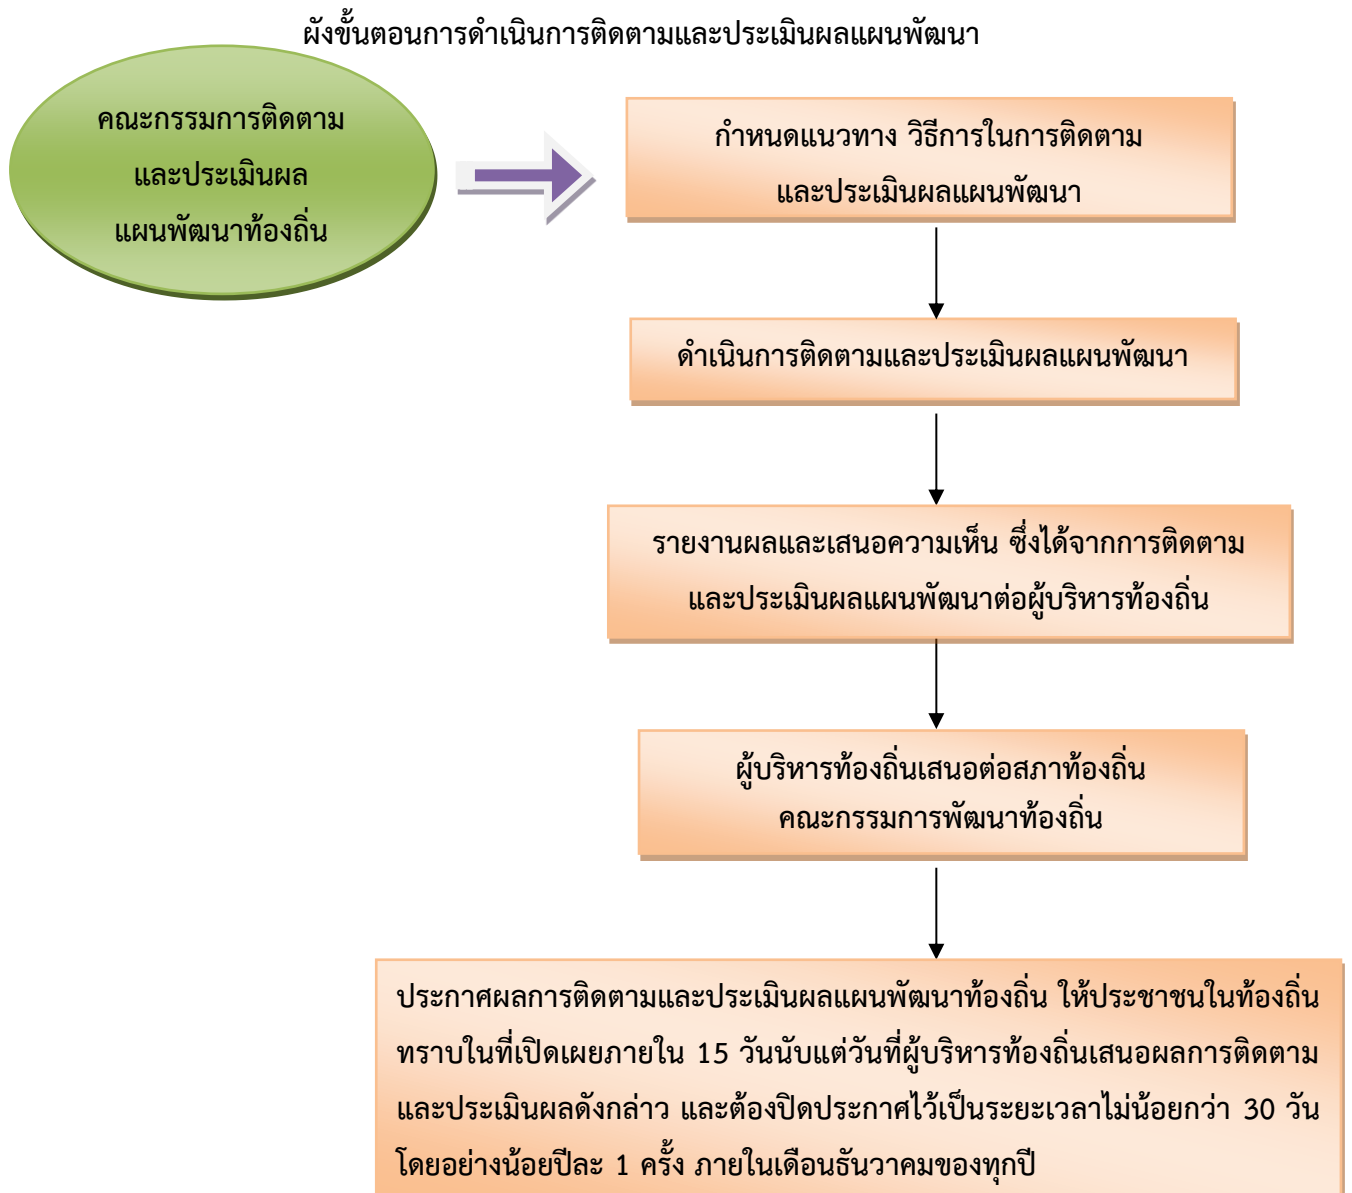 ผังขั้นตอนการดำเนินการติดตามและประเมินผลแผนพัฒนา
คณะกรรมการติดตาม
และประเมินผล
แผนพัฒนาท้องถิ่น
กำหนดแนวทาง วิธีการในการติดตาม
และประเมินผลแผนพัฒนา
ดำเนินการติดตามและประเมินผลแผนพัฒนา
รายงานผลและเสนอความเห็น ซึ่งได้จากการติดตาม
และประเมินผลแผนพัฒนาต่อผู้บริหารท้องถิ่น
ผู้บริหารท้องถิ่นเสนอต่อสภาท้องถิ่น
คณะกรรมการพัฒนาท้องถิ่น
ประกาศผลการติดตามและประเมินผลแผนพัฒนาท้องถิ่น ให้ประชาชนในท้องถิ่น
ทราบในที่เปิดเผยภายใน 15 วันนับแต่วันที่ผู้บริหารท้องถิ่นเสนอผลการติดตาม
และประเมินผลดังกล่าว และต้องปิดประกาศไว้เป็นระยะเวลาไม่น้อยกว่า 30 วัน
โดยอย่างน้อยปีละ 1 ครั้ง ภายในเดือนธันวาคมของทุกปี